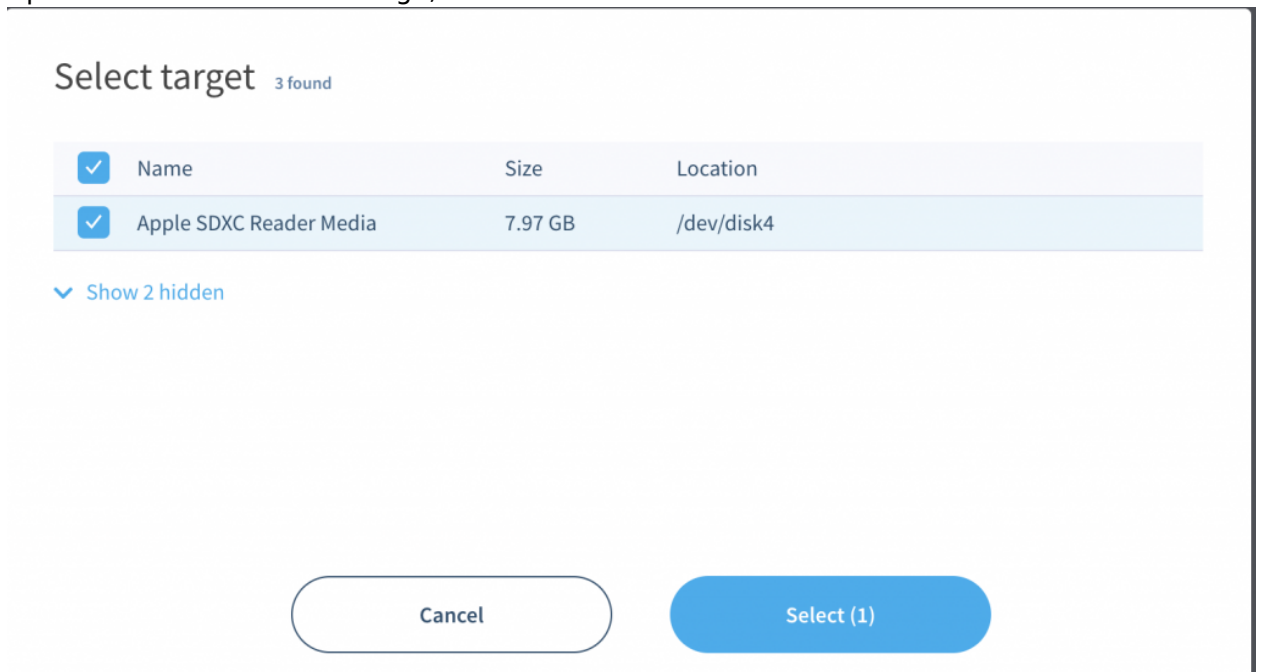 Select target 3 found
Name Size Location
Apple SDXC Reader Media 7.97 GB /dev/disk4
Show 2 hidden
Cancel Select (1)